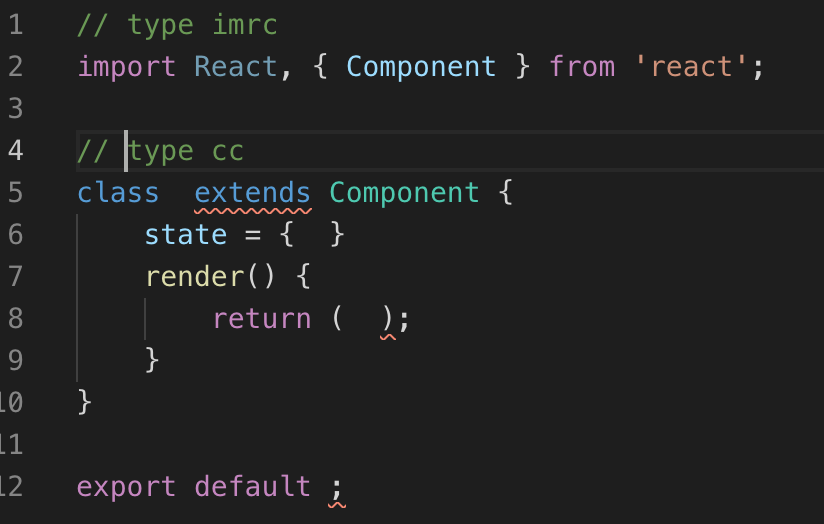 1 // type imrc
2 import React, { Component } from 'react';
3
4 // type cc
5 class  extends Component {
6     state = {  }
7     render() {
8         return (  );
9     }
10 }
11
12 export default ;